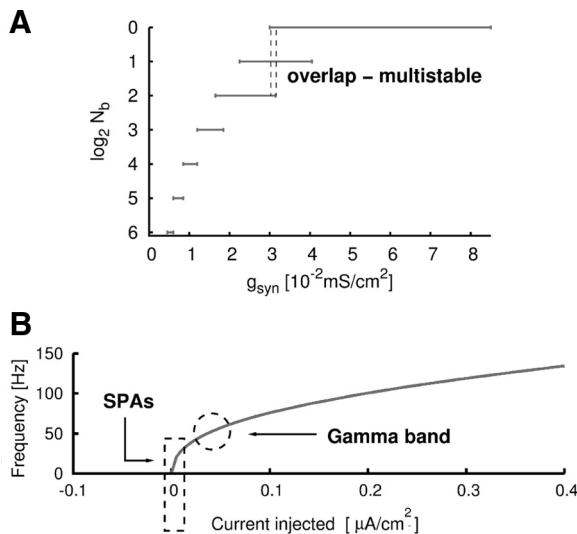 A
0
1
2
3
4
5
6
log2 Nb
overlap – multistable
0 1 2 3 4 5 6 7 8
gsyn [10-2mS/cm2]
B
150
100
50
0
Frequency [Hz]
SPAs
Gamma band
-0.1 0 0.1 0.2 0.3 0.4
Current injected [ μA/cm2]